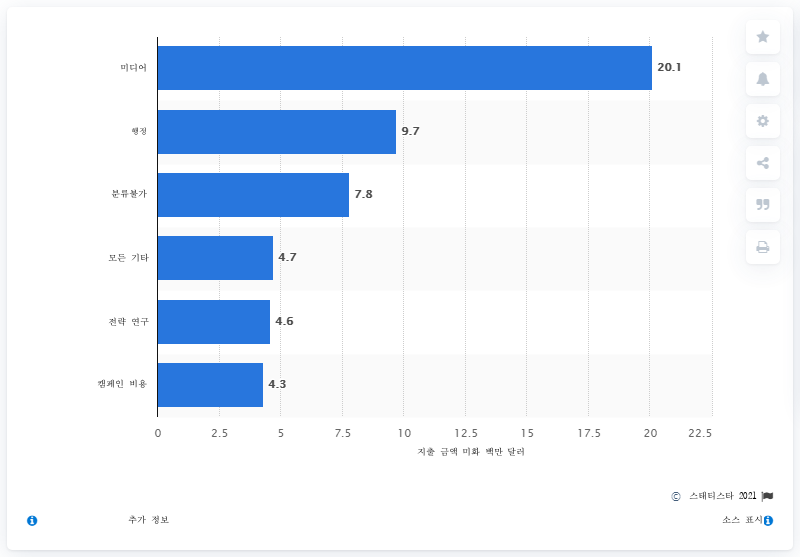 미디어
20.1
행정
9.7
분류불가
7.8
모든 기타
4.7
전략 연구
4.6
캠페인 비용
4.3
0 2.5 5 7.5 10 12.5 15 17.5 20 22.5
지출 금액 미화 백만 달러
© 스태티스타 2021
추가 정보
소스 표시